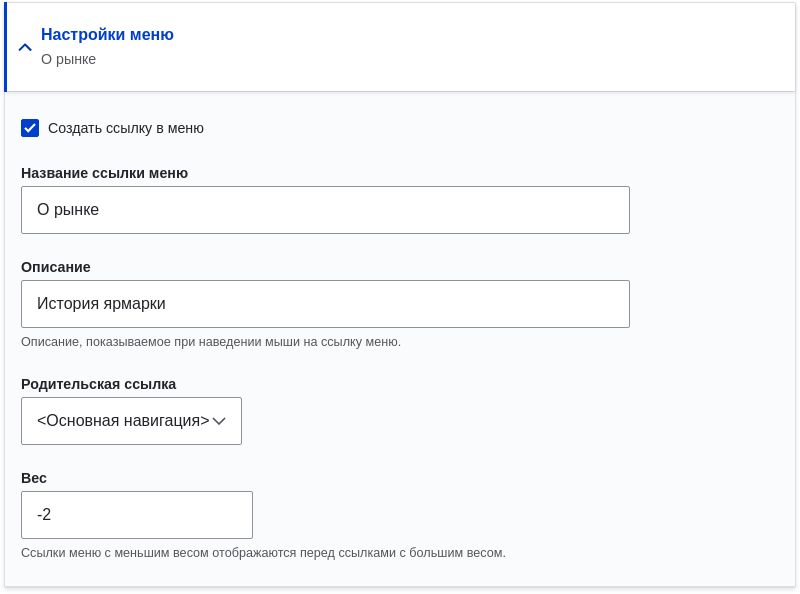 Настройки меню
О рынке
Создать ссылку в меню
Название ссылки меню
О рынке
Описание
История ярмарки
Описание, показываемое при наведении мыши на ссылку меню.
Родительская ссылка
<Основная навигация>
Вес
-2
Ссылки меню с меньшим весом отображаются перед ссылками с большим весом.